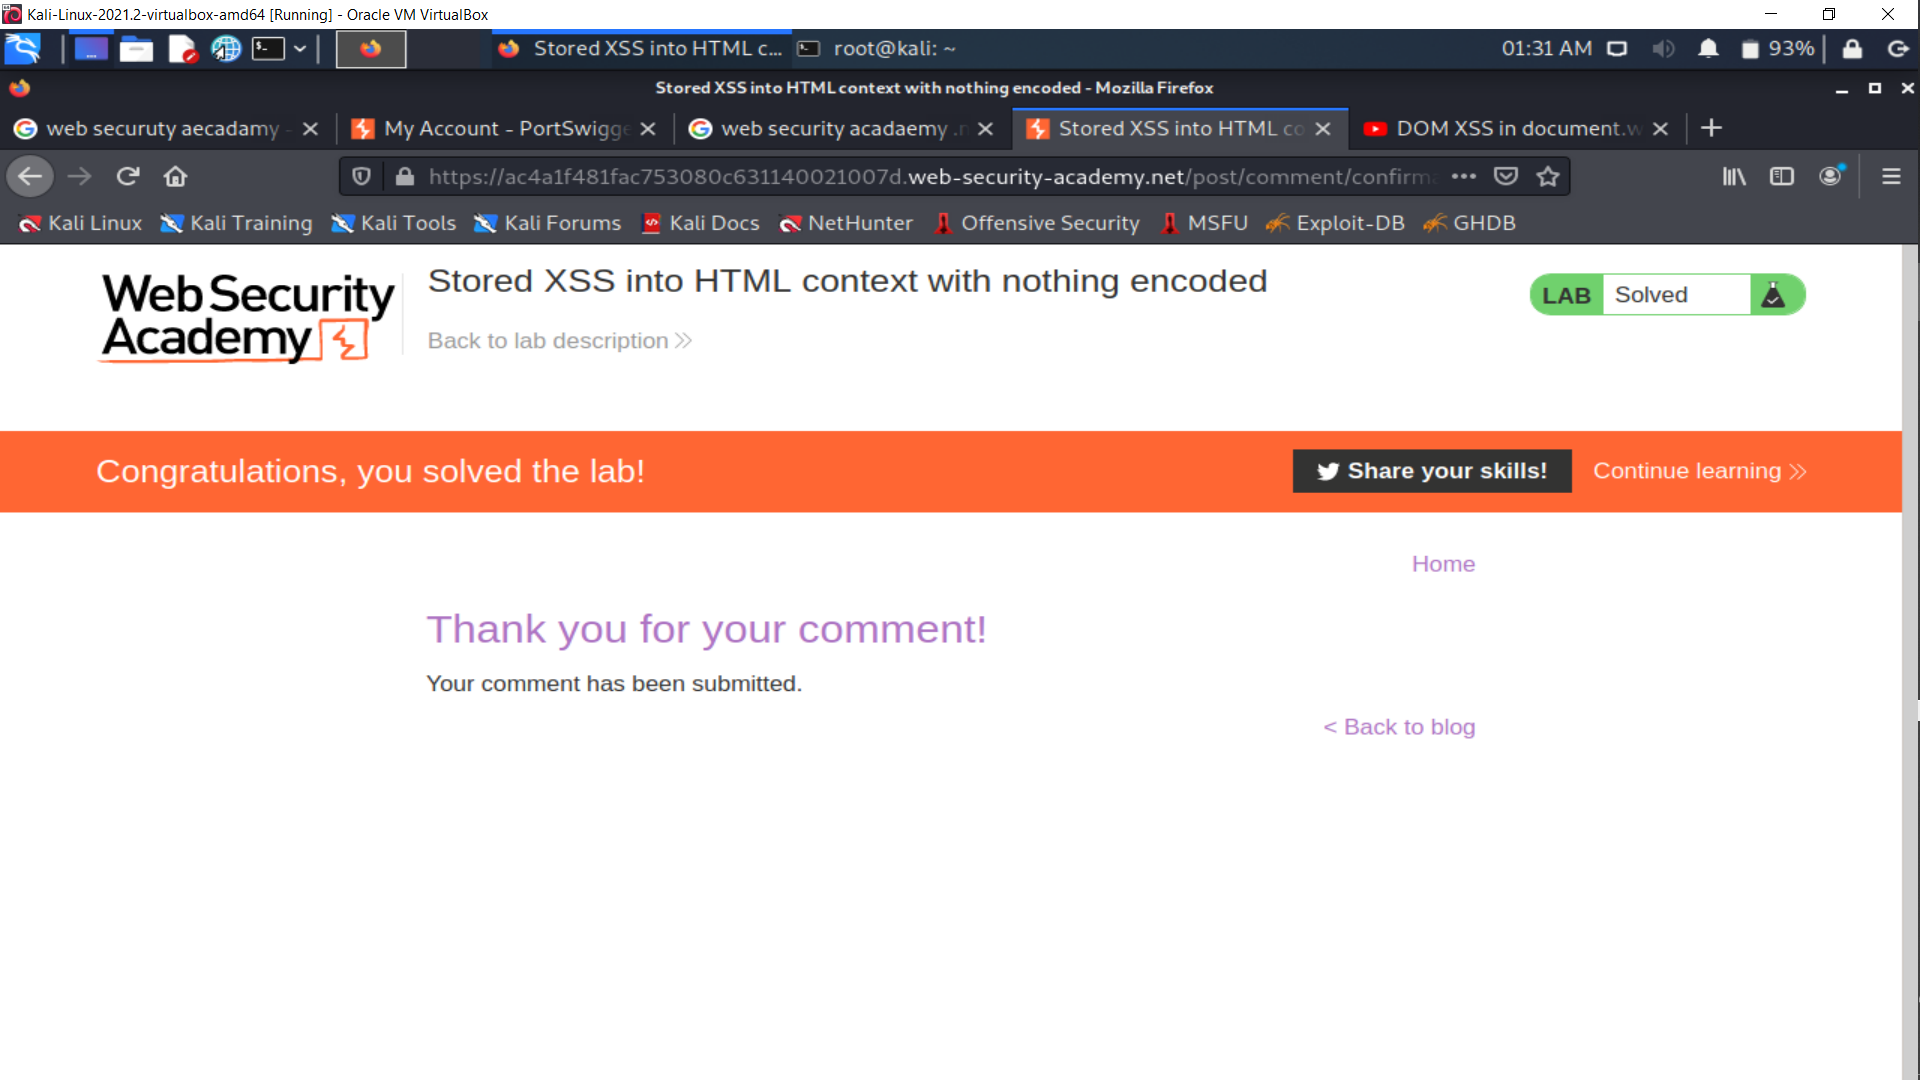 Kali-Linux-2021.2-virtualbox-amd64 [Running] - Oracle VM VirtualBox
Stored XSS into HTML c... root@kali: ~ 01:31 AM 93%
Stored XSS into HTML context with nothing encoded - Mozilla Firefox
web securuty aecadamy - My Account - PortSwigge web security acadaemy .n Stored XSS into HTML co DOM XSS in document.w
https://ac4a1f481fac753080c631140021007d.web-security-academy.net/post/comment/confirma
Kali Linux Kali Training Kali Tools Kali Forums Kali Docs NetHunter Offensive Security MSFU Exploit-DB GHDB
Web Security
Academy
Stored XSS into HTML context with nothing encoded
Back to lab description
LAB Solved
Congratulations, you solved the lab! Share your skills! Continue learning
Home
Thank you for your comment!
Your comment has been submitted.
< Back to blog